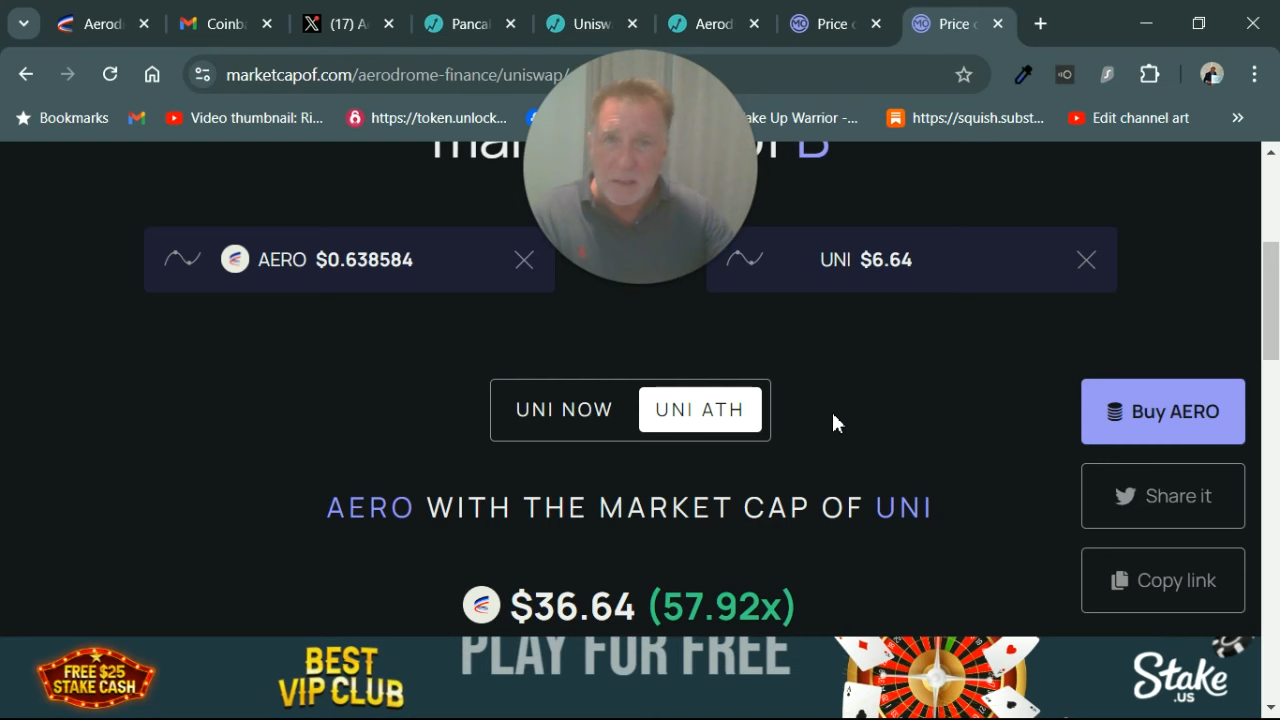 Aerod
Coinb
(17) A
Panca
Unisw
Aerod
Price
Price
marketcapof.com/aerodrome-finance/uniswap/
Bookmarks
Video thumbnail: Ri...
https://token.unlock...
ke Up Warrior -...
https://squish.subst...
Edit channel art
B
AERO $0.638584
UNI $6.64
UNI NOW
UNI ATH
Buy AERO
AERO WITH THE MARKET CAP OF UNI
Share it
Copy link
$36.64 (57.92x)
FREE $25
STAKE CASH
BEST
VIP CLUB
PLAY FOR FREE
Stake
.US